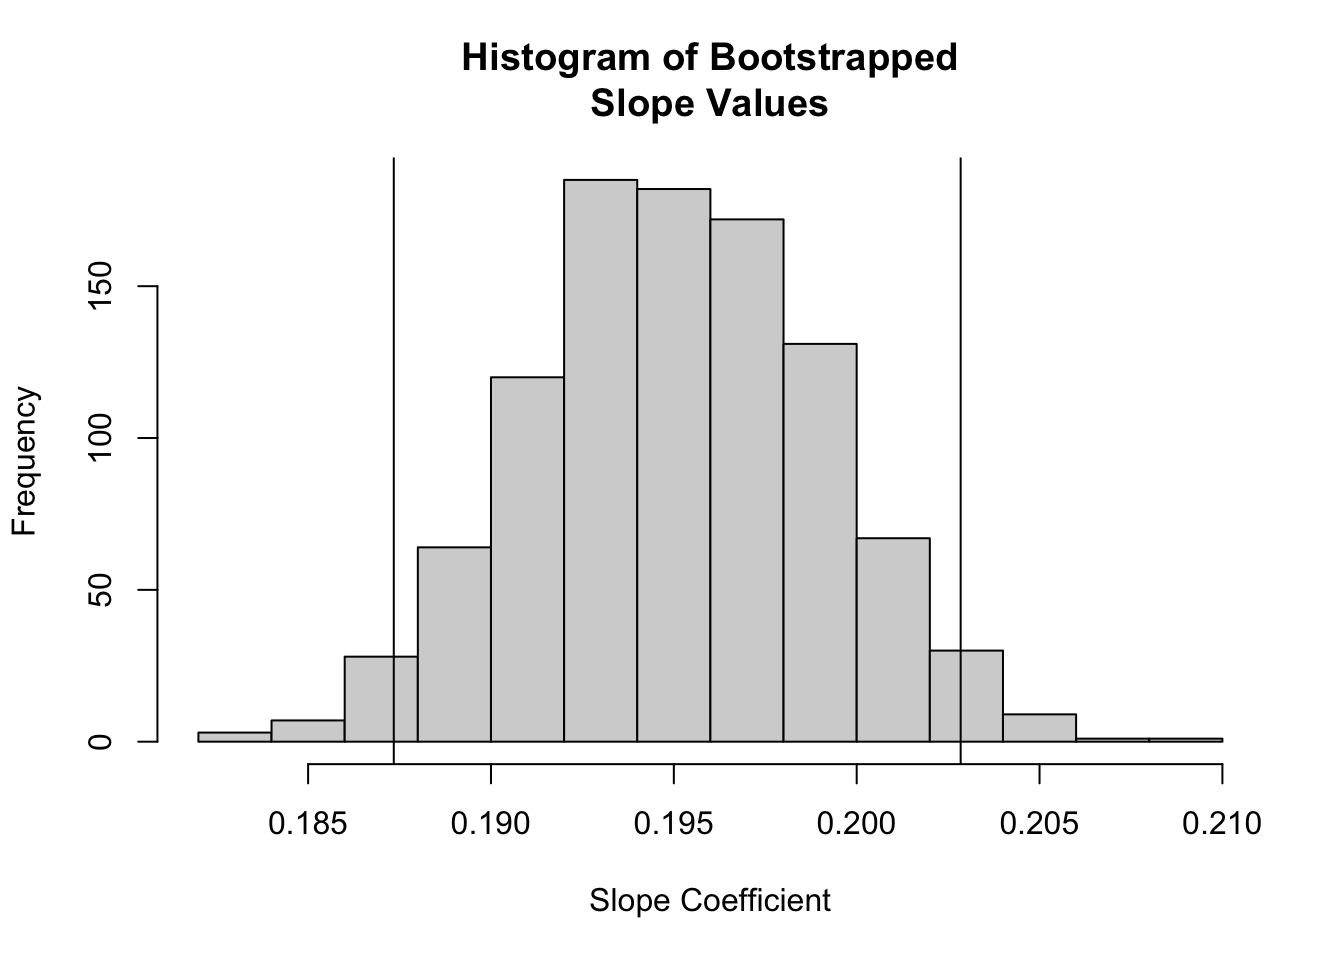 Histogram of Bootstrapped
Slope Values
Frequency
150
100
50
0
0.185 0.190 0.195 0.200 0.205 0.210
Slope Coefficient